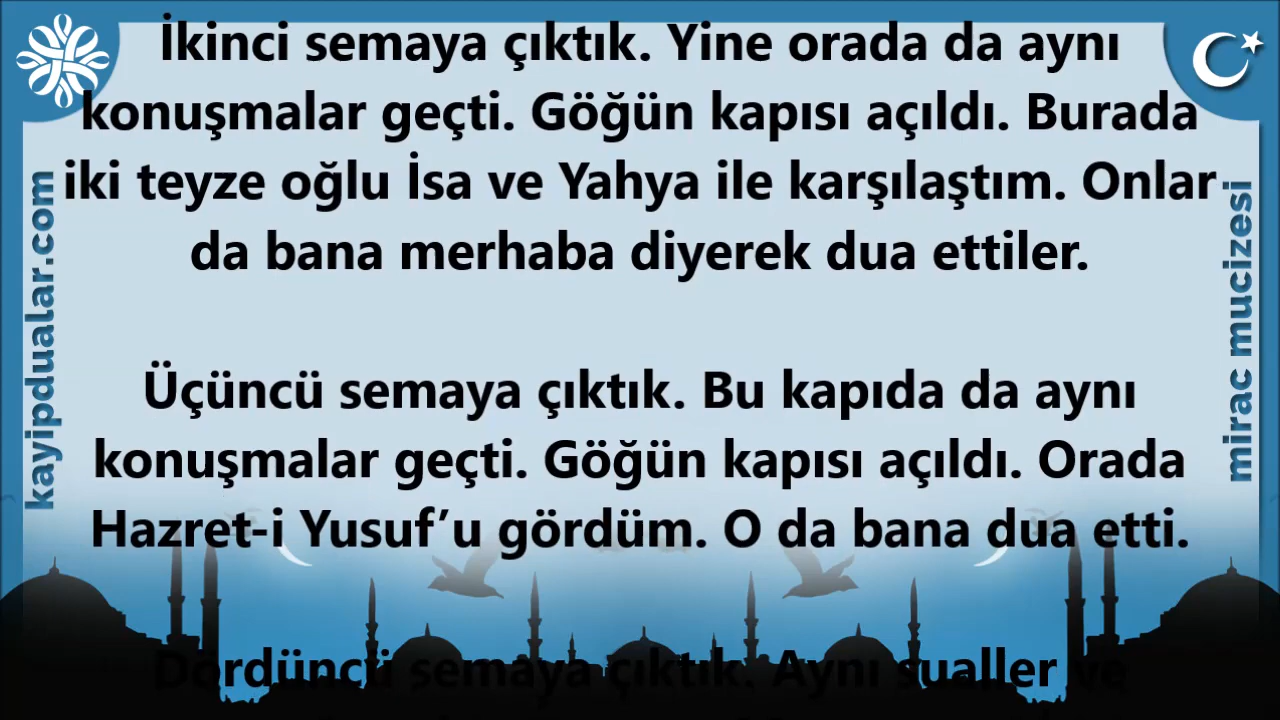 İkinci semaya çıktık. Yine orada da aynı
konuşmalar geçti. Göğün kapısı açıldı. Burada
iki teyze oğlu İsa ve Yahya ile karşılaştım. Onlar
da bana merhaba diyerek dua ettiler.
Üçüncü semaya çıktık. Bu kapıda da aynı
konuşmalar geçti. Göğün kapısı açıldı. Orada
Hazret-i Yusuf’u gördüm. O da bana dua etti.
Dördüncü semaya çıktık. Aynı sualler ve
kayipdualar.com
mirac mucizesi